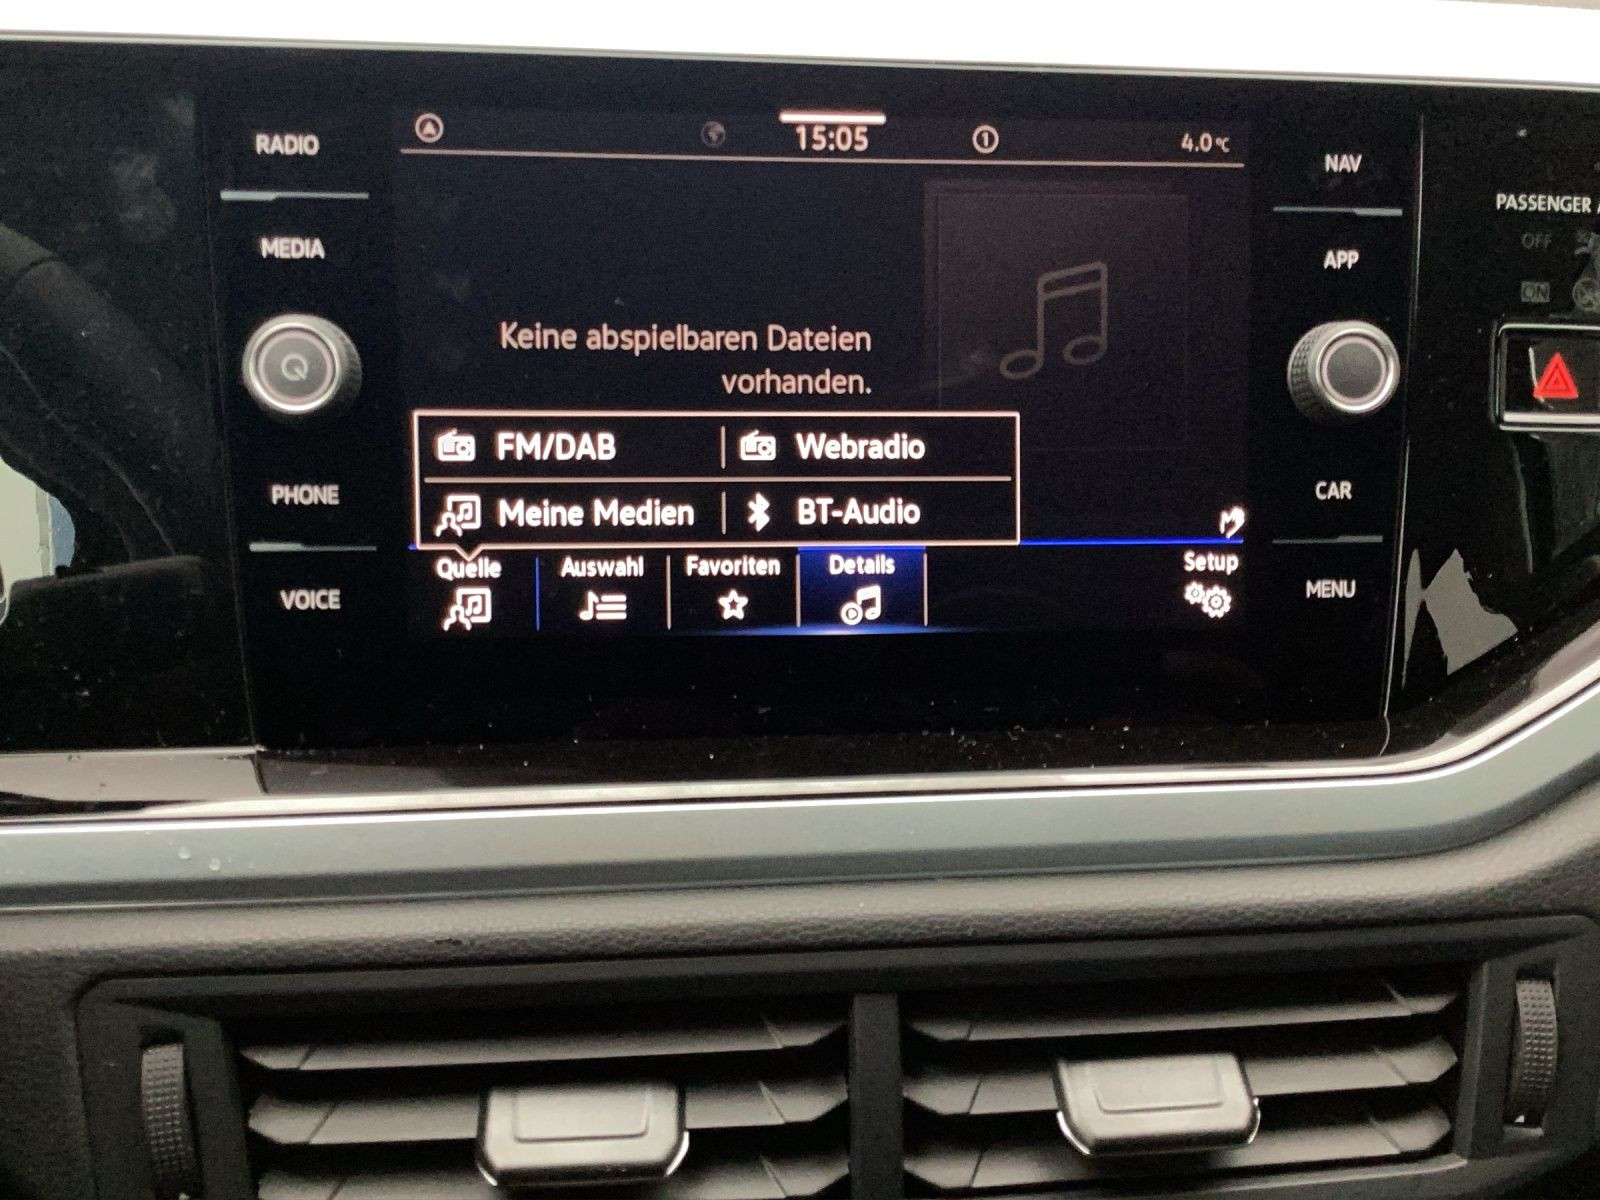 RADIO
MEDIA
PHONE
VOICE
15:05
1
4.0°C
Keine abspielbaren Dateien
vorhanden.
FM/DAB
Webradio
Meine Medien
BT-Audio
Quelle
Auswahl
Favoriten
Details
Setup
NAV
APP
CAR
MENU
PASSENGER
OFF
ON